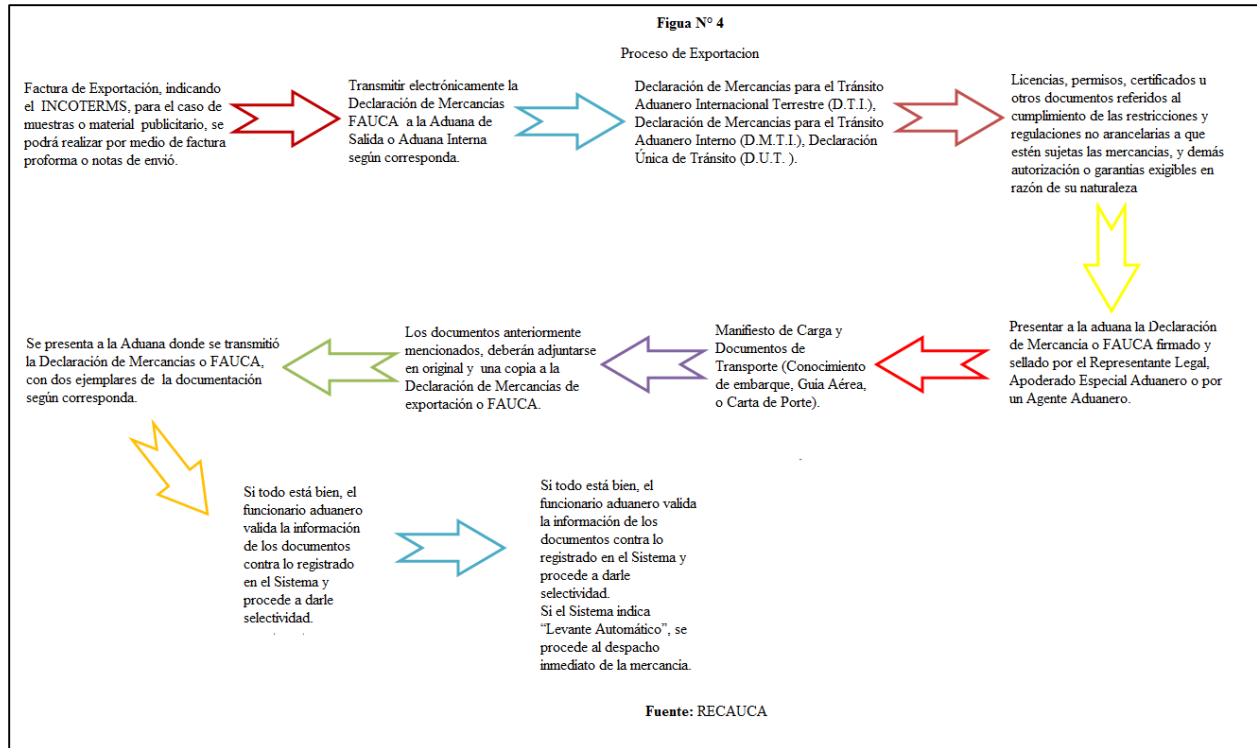 Figua N° 4
Proceso de Exportacion
Factura de Exportación, indicando
el INCOTERMS, para el caso de
muestras o material publicitario, se
podrá realizar por medio de factura
proforma o notas de envió.
Transmitir electrónicamente la
Declaración de Mercancías
FAUCA a la Aduana de
Salida o Aduana Interna
según corresponda.
Declaración de Mercancías para el Tránsito
Aduanero Internacional Terrestre (D.T.I.),
Declaración de Mercancías para el Tránsito
Aduanero Interno (D.M.T.I.), Declaración
Única de Tránsito (D.U.T. ).
Licencias, permisos, certificados u
otros documentos referidos al
cumplimiento de las restricciones y
regulaciones no arancelarias a que
estén sujetas las mercancías, y demás
autorización o garantias exigibles en
razón de su naturaleza
Presentar a la aduana la Declaración
de Mercancia o FAUCA firmado y
sellado por el Representante Legal,
Apoderado Especial Aduanero o por
un Agente Aduanero.
Manifiesto de Carga y
Documentos de
Transporte (Conocimiento
de embarque, Guía Aérea,
o Carta de Porte).
Los documentos anteriormente
mencionados, deberán adjuntarse
en original y una copia a la
Declaración de Mercancías de
exportación o FAUCA.
Se presenta a la Aduana donde se transmitió
la Declaración de Mercancías o FAUCA,
con dos ejemplares de la documentación
según corresponda.
Si todo está bien, el
funcionario aduanero
valida la información
de los documentos
contra lo registrado
en el Sistema y
procede a darle
selectividad.
Si todo está bien, el
funcionario aduanero valida
la información de los
documentos contra lo
registrado en el Sistema y
procede a darle
selectividad.
Si el Sistema indica
“Levante Automático”, se
procede al despacho
inmediato de la mercancía.
Fuente: RECAUCA